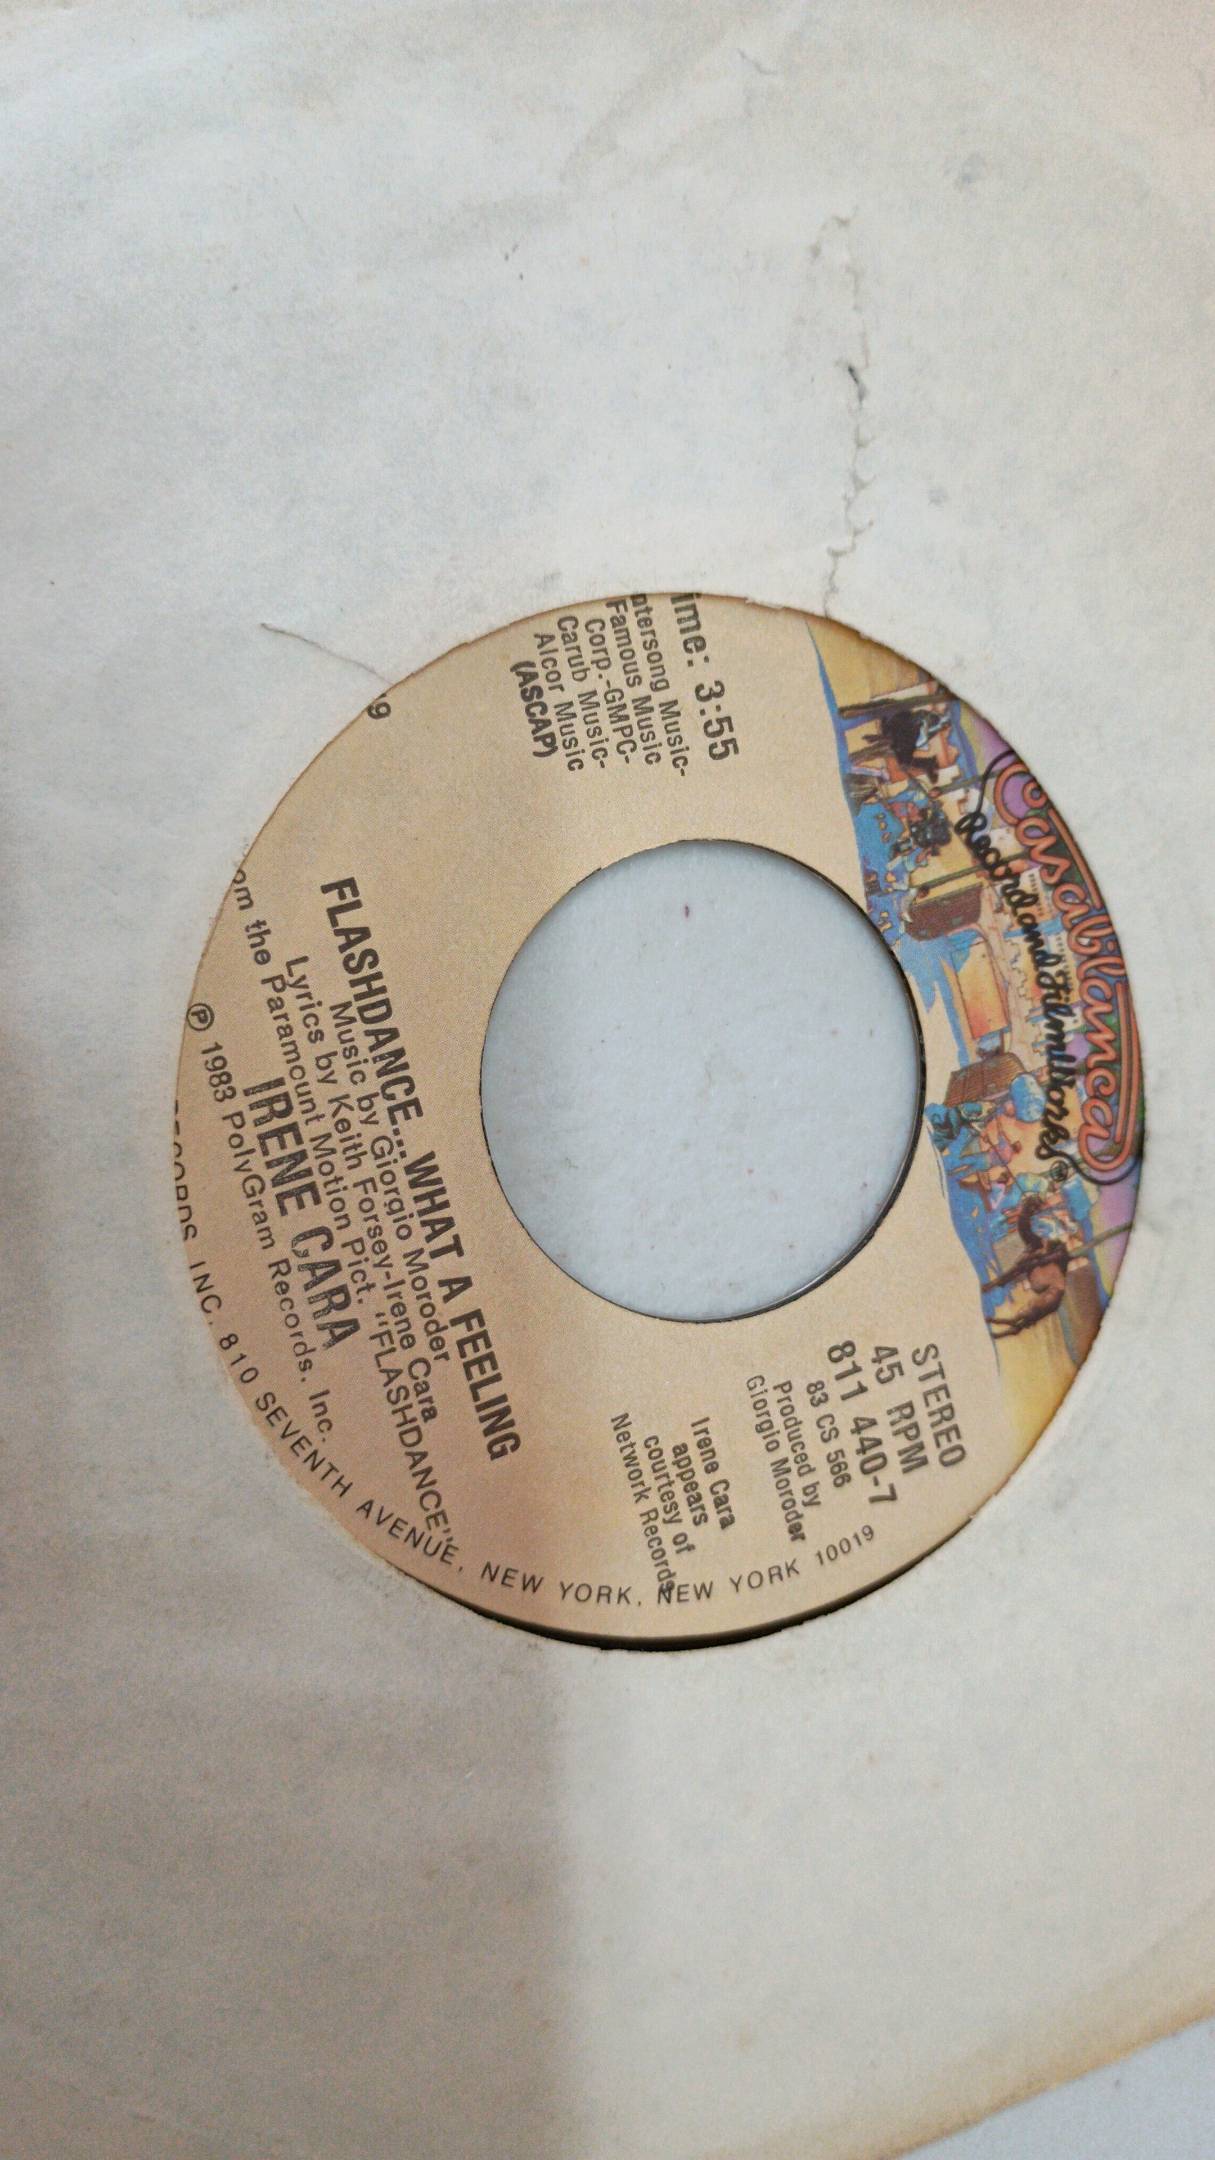 Casablanca
Record and FilmWorks®
STEREO
45 RPM
811 440-7
83 CS 566
Produced by
Giorgio Moroder
Irene Cara
appears
courtesy of
Network Records
ime: 3:55
ntersong Music-
Famous Music
Corp.-GMPC-
Carub Music-
Alcor Music
(ASCAP)
FLASHDANCE...WHAT A FEELING
Music by Giorgio Moroder
Lyrics by Keith Forsey-Irene Cara
om the Paramount Motion Pict. "FLASHDANCE"
IRENE CARA
℗ 1983 PolyGram Records, Inc.
RECORDS, INC. 810 SEVENTH AVENUE, NEW YORK, NEW YORK 10019